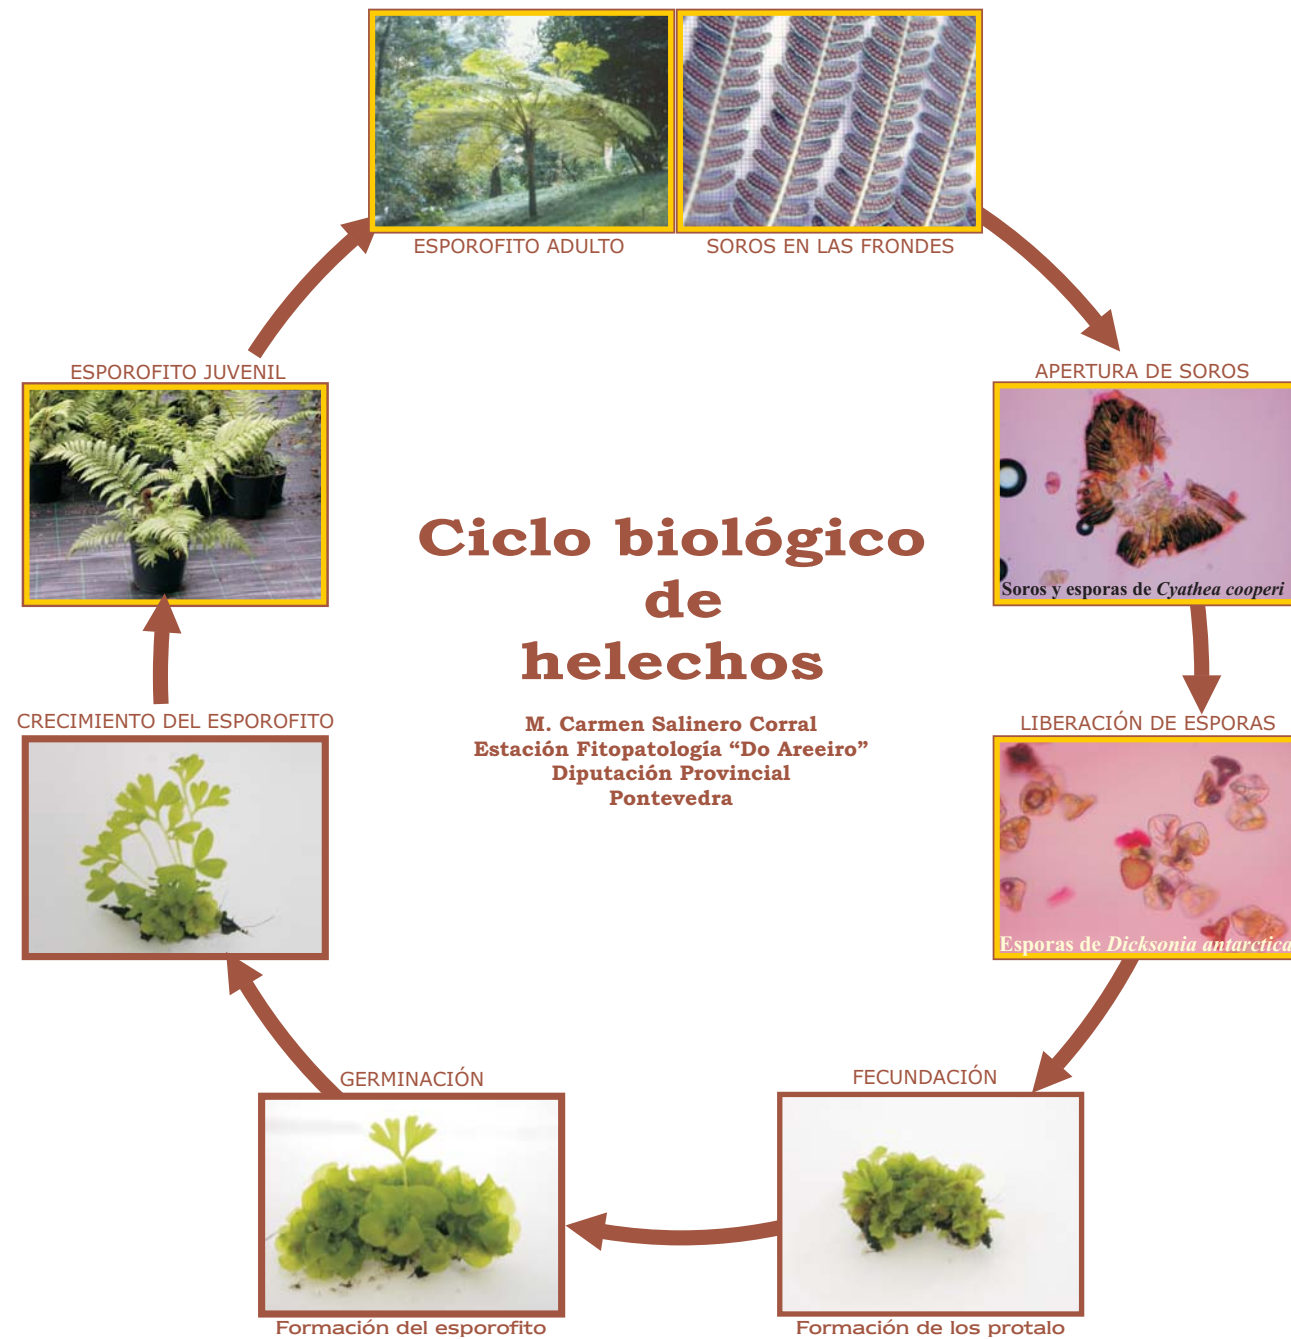 ESPOROFITO ADULTO
SOROS EN LAS FRONDES
ESPOROFITO JUVENIL
APERTURA DE SOROS
Soros y esporas de Cyathea cooperi
Ciclo biológico
de
helechos
M. Carmen Salinero Corral
Estación Fitopatología “Do Areeiro”
Diputación Provincial
Pontevedra
CRECIMIENTO DEL ESPOROFITO
LIBERACIÓN DE ESPORAS
Esporas de Dicksonia antarctica
GERMINACIÓN
FECUNDACIÓN
Formación del esporofito
Formación de los protalo